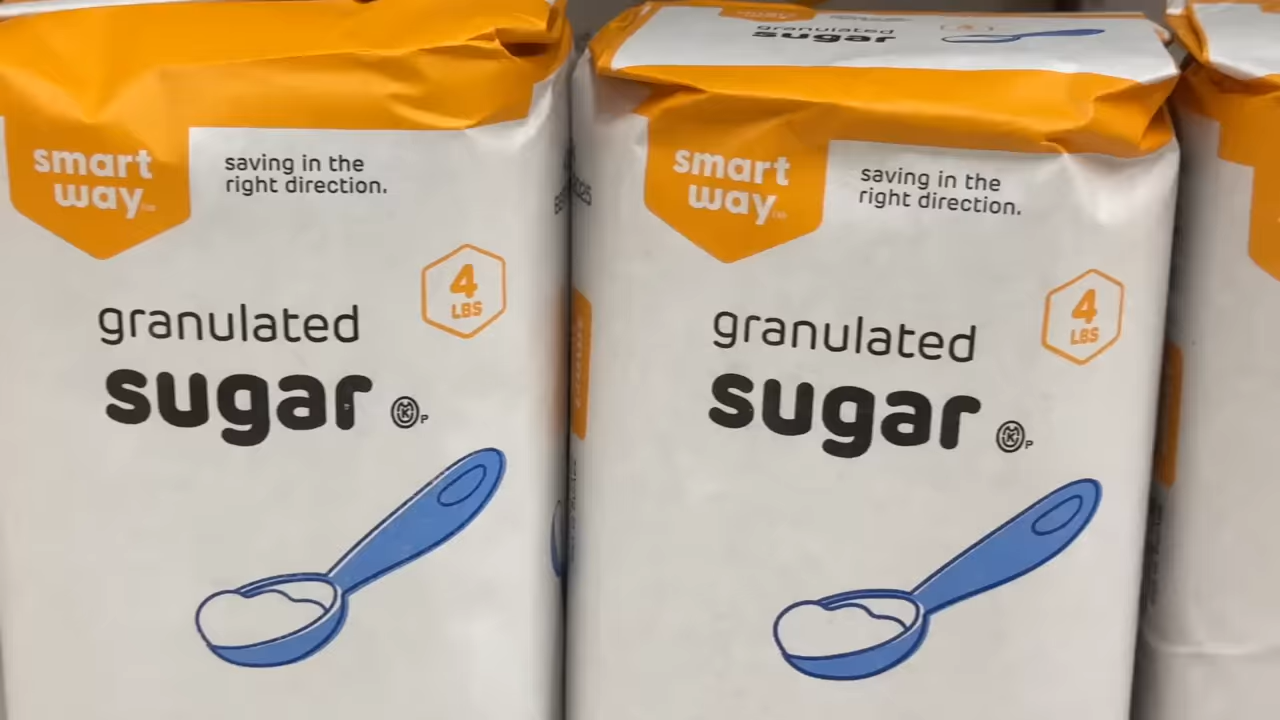 smart
way
saving in the
right direction.
4
LBS
granulated
sugar
K
P
granulated
sugar
smart
way
saving in the
right direction.
4
LBS
granulated
sugar
K
P